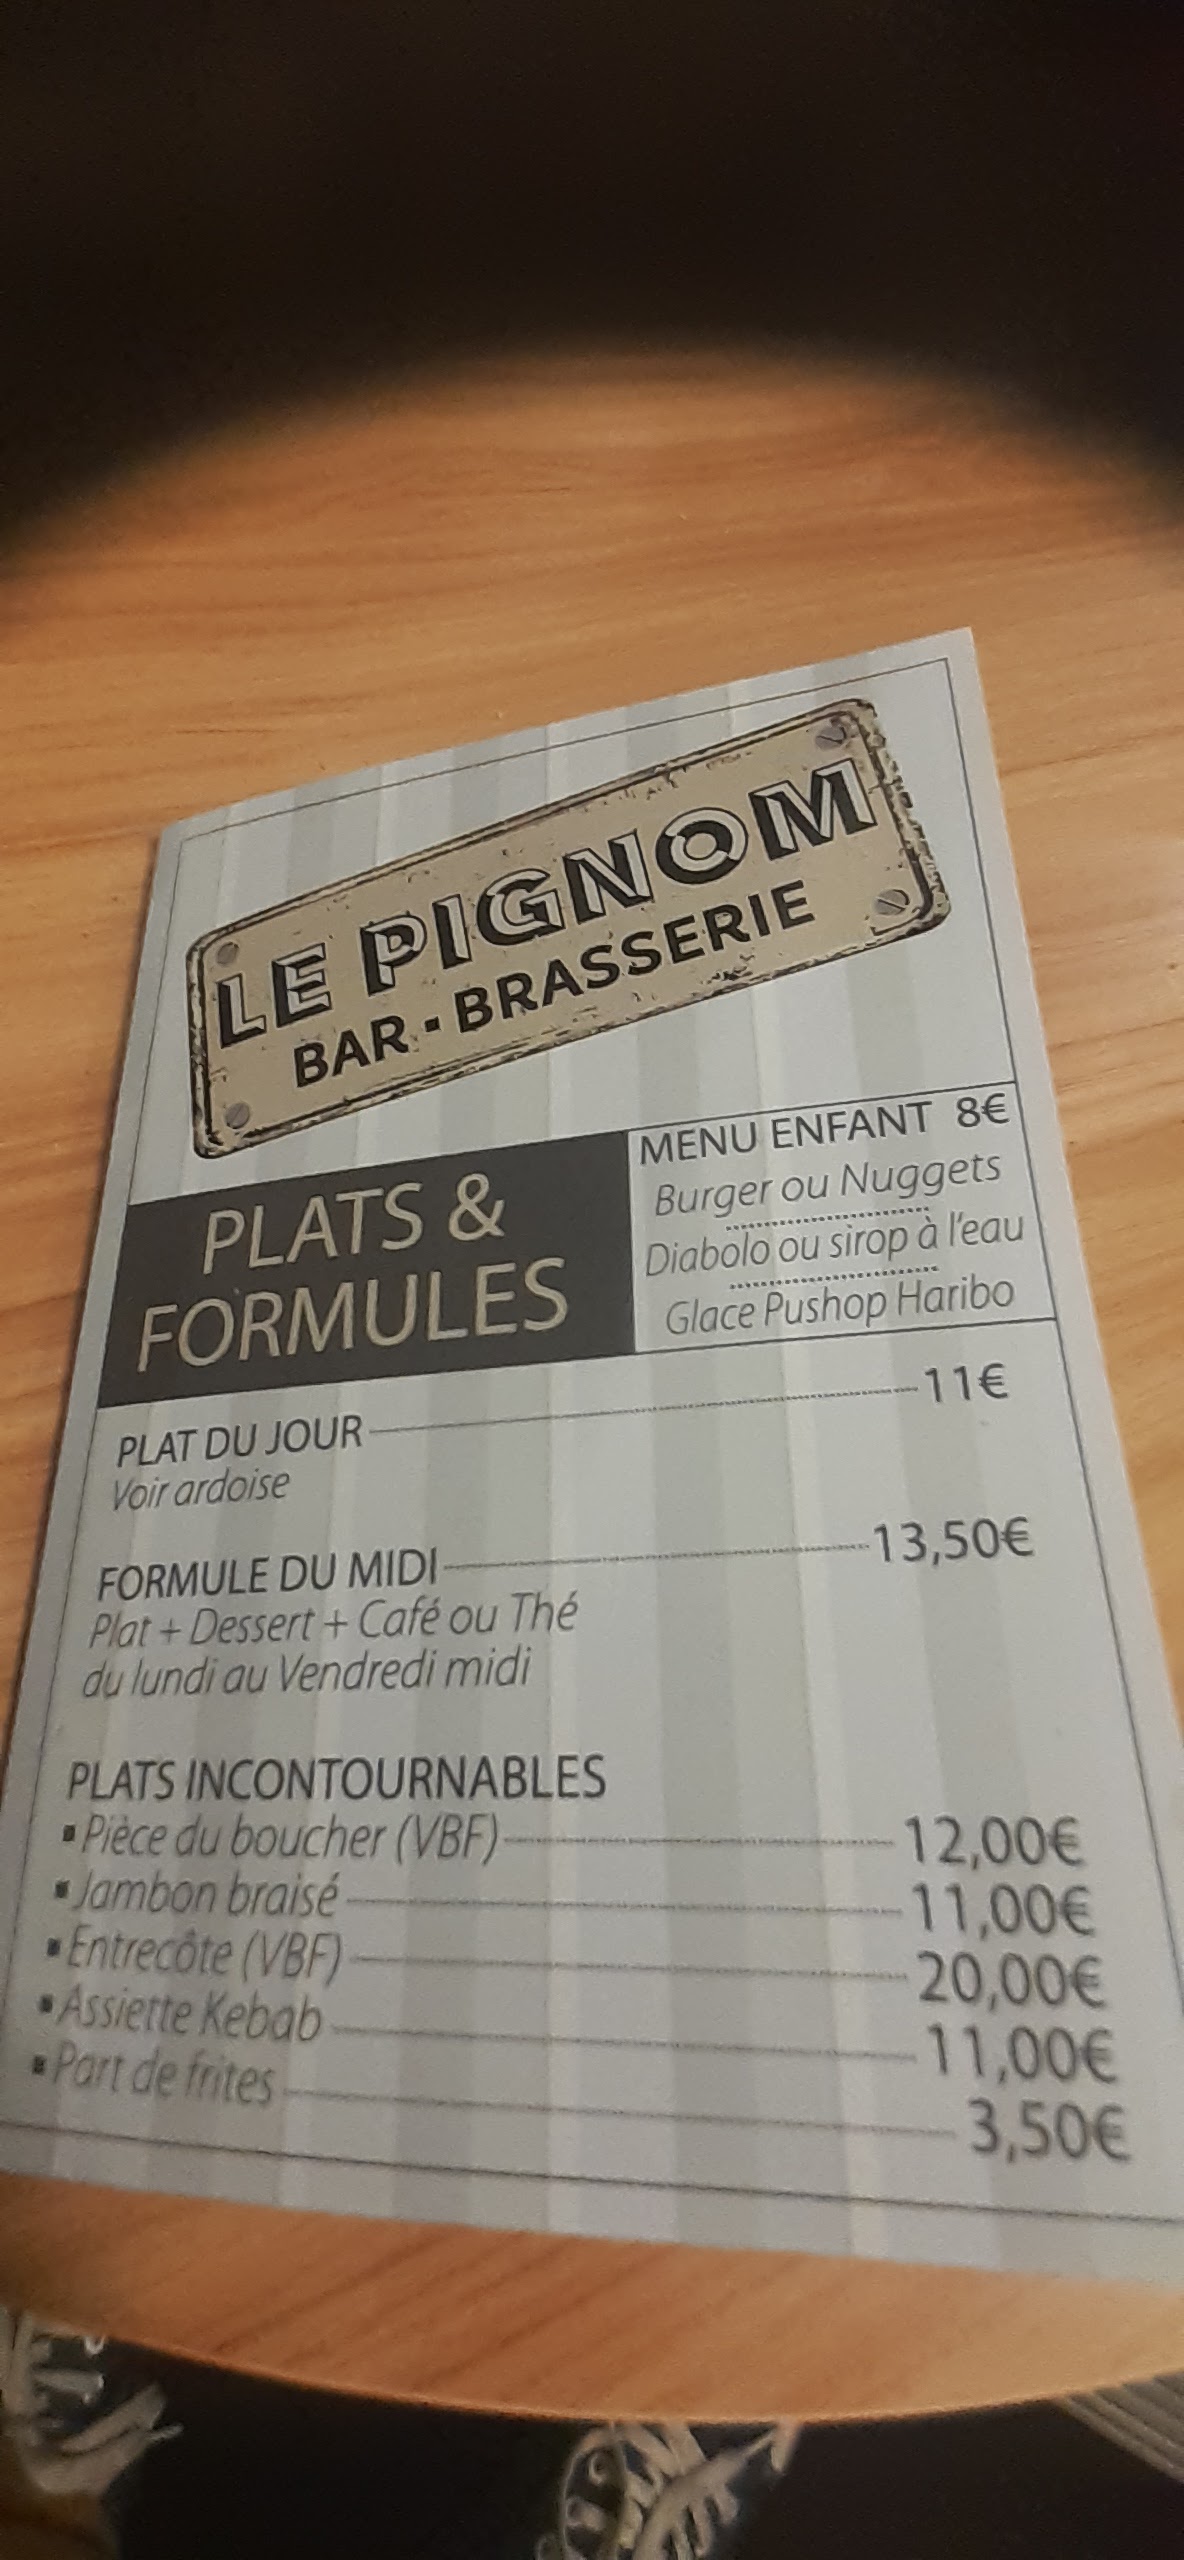 LE PIGNOM
BAR ▪ BRASSERIE
PLATS &
FORMULES
MENU ENFANT 8€
Burger ou Nuggets
Diabolo ou sirop à l'eau
Glace Pushop Haribo
PLAT DU JOUR 11€
Voir ardoise
FORMULE DU MIDI 13,50€
Plat + Dessert + Café ou Thé
du lundi au Vendredi midi
PLATS INCONTOURNABLES
▪ Pièce du boucher (VBF) 12,00€
▪ Jambon braisé 11,00€
▪ Entrecôte (VBF) 20,00€
▪ Assiette Kebab 11,00€
▪ Part de frites 3,50€